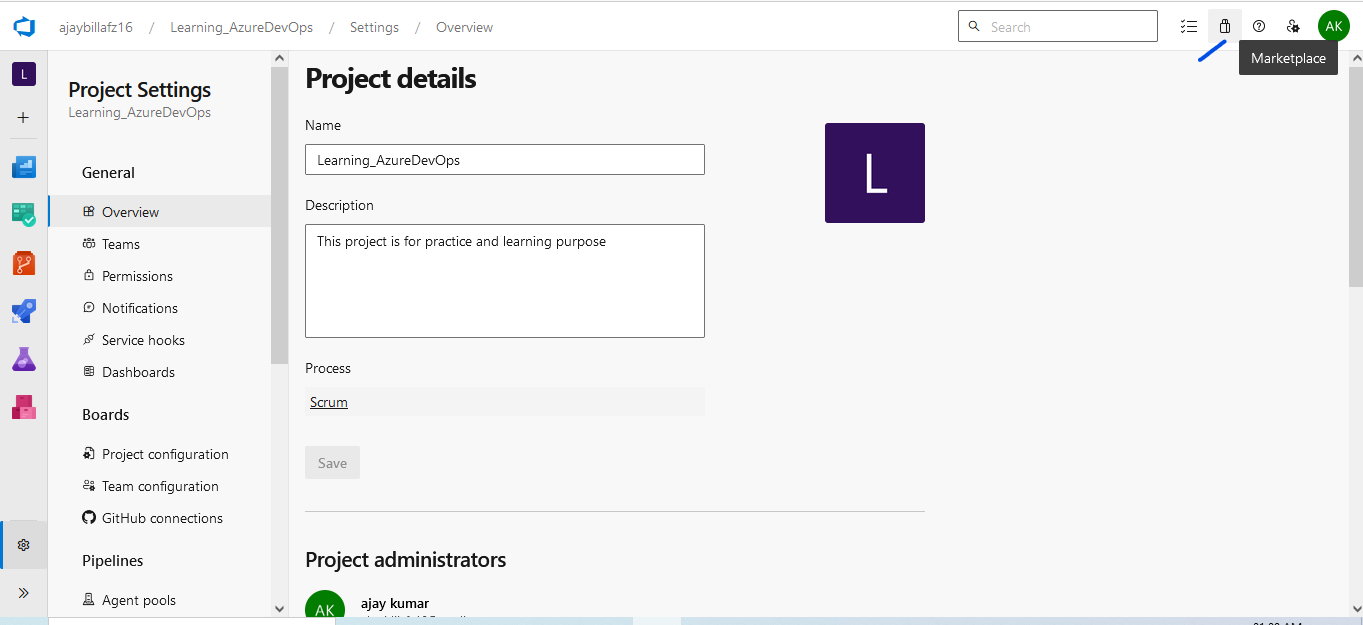 ajaybillafz16 / Learning_AzureDevOps / Settings / Overview
Search
AK
Marketplace
L
Project Settings
Learning_AzureDevOps
General
Overview
Teams
Permissions
Notifications
Service hooks
Dashboards
Boards
Project configuration
Team configuration
GitHub connections
Pipelines
Agent pools
Project details
Name
Learning_AzureDevOps
Description
This project is for practice and learning purpose
Process
Scrum
Save
L
Project administrators
AK
ajay kumar